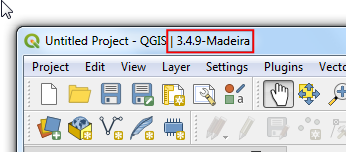 Untitled Project - QGIS | 3.4.9-Madeira
Project Edit View Layer Settings Plugins Vecto